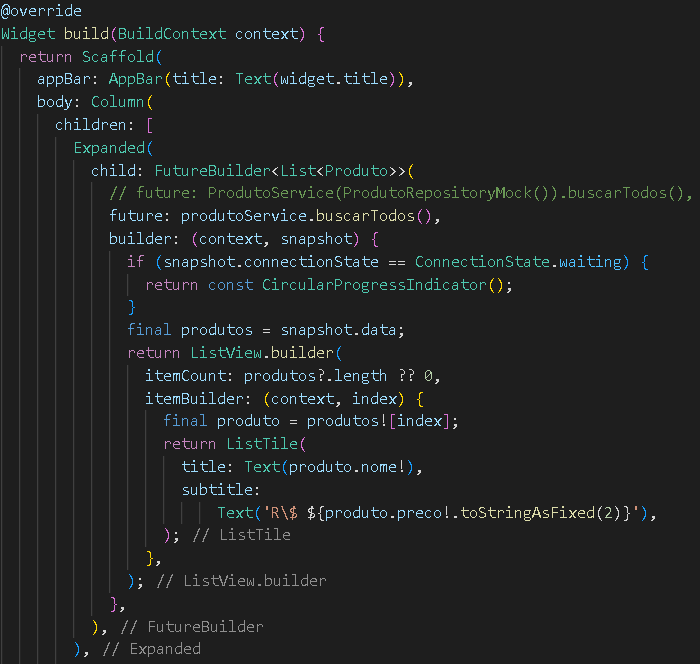 @override
Widget build(BuildContext context) {
  return Scaffold(
    appBar: AppBar(title: Text(widget.title)),
    body: Column(
      children: [
        Expanded(
          child: FutureBuilder<List<Produto>>(
            // future: ProdutoService(ProdutoRepositoryMock()).buscarTodos(),
            future: produtoService.buscarTodos(),
            builder: (context, snapshot) {
              if (snapshot.connectionState == ConnectionState.waiting) {
                return const CircularProgressIndicator();
              }
              final produtos = snapshot.data;
              return ListView.builder(
                itemCount: produtos?.length ?? 0,
                itemBuilder: (context, index) {
                  final produto = produtos![index];
                  return ListTile(
                    title: Text(produto.nome!),
                    subtitle:
                        Text('R\$ ${produto.preco!.toStringAsFixed(2)}'),
                  ); // ListTile
                },
              ); // ListView.builder
            },
          ), // FutureBuilder
        ), // Expanded